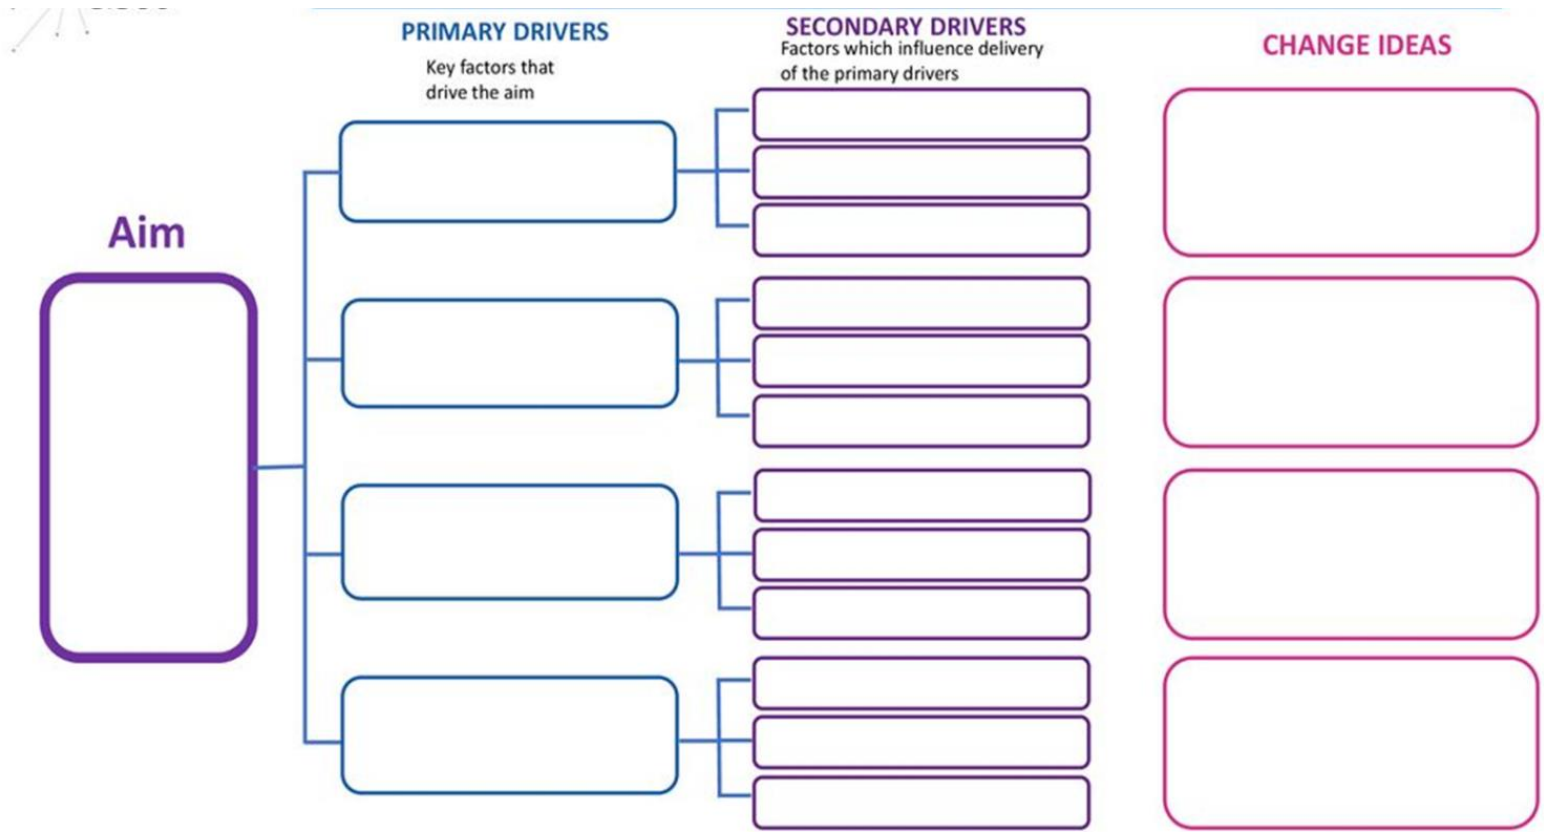 PRIMARY DRIVERS
Key factors that
drive the aim
SECONDARY DRIVERS
Factors which influence delivery
of the primary drivers
CHANGE IDEAS
Aim